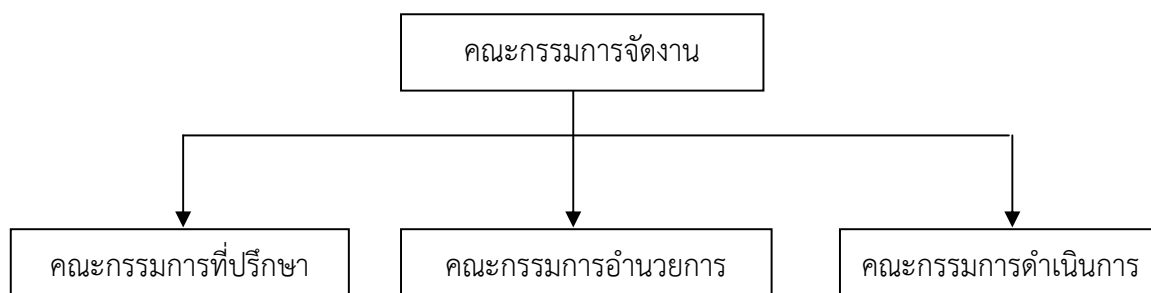 คณะกรรมการจัดงาน
คณะกรรมการที่ปรึกษา
คณะกรรมการอำนวยการ
คณะกรรมการดำเนินการ